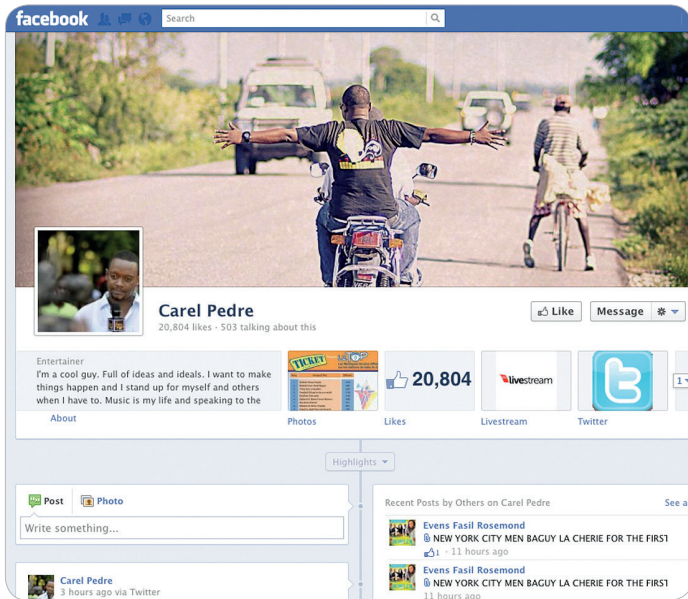 facebook
Search
Carel Pedre
20,804 likes · 503 talking about this
Like
Message
Entertainer
I'm a cool guy. Full of ideas and ideals. I want to make
things happen and I stand up for myself and others
when I have to. Music is my life and speaking to the
About
TICKET
Photos
20,804
Likes
livestream
Livestream
Twitter
1
Highlights
Post
Photo
Write something...
Carel Pedre
3 hours ago via Twitter
Recent Posts by Others on Carel Pedre
See a
Evens Fasil Rosemond
NEW YORK CITY MEN BAGUY LA CHERIE FOR THE FIRST
1 · 11 hours ago
Evens Fasil Rosemond
NEW YORK CITY MEN BAGUY LA CHERIE FOR THE FIRST
11 hours ago